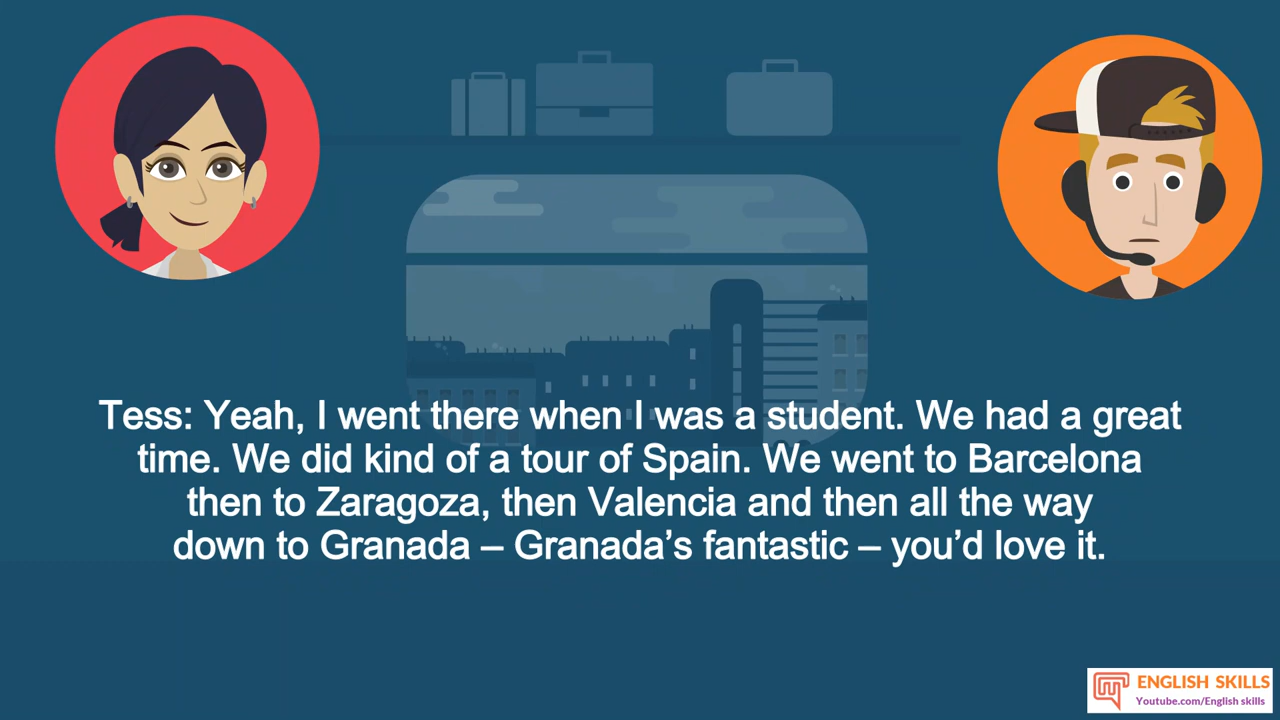 Tess: Yeah, I went there when I was a student. We had a great
time. We did kind of a tour of Spain. We went to Barcelona
then to Zaragoza, then Valencia and then all the way
down to Granada – Granada’s fantastic – you’d love it.
ENGLISH SKILLS
Youtube.com/English skills